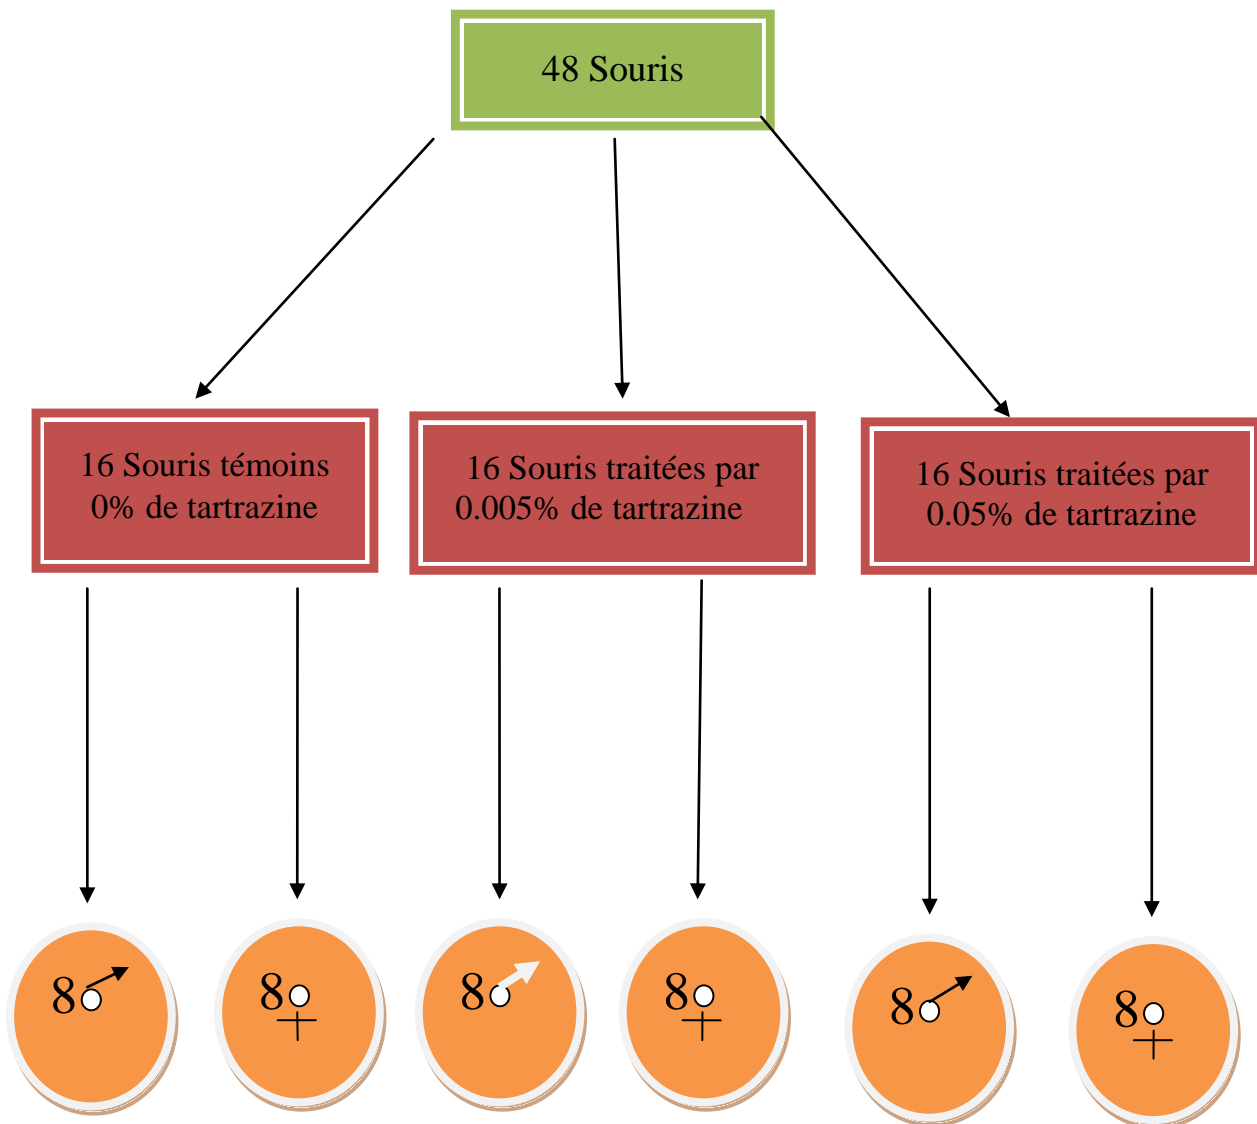 48 Souris
16 Souris témoins
0% de tartrazine
16 Souris traitées par
0.005% de tartrazine
16 Souris traitées par
0.05% de tartrazine
8
8
8
8
8
8